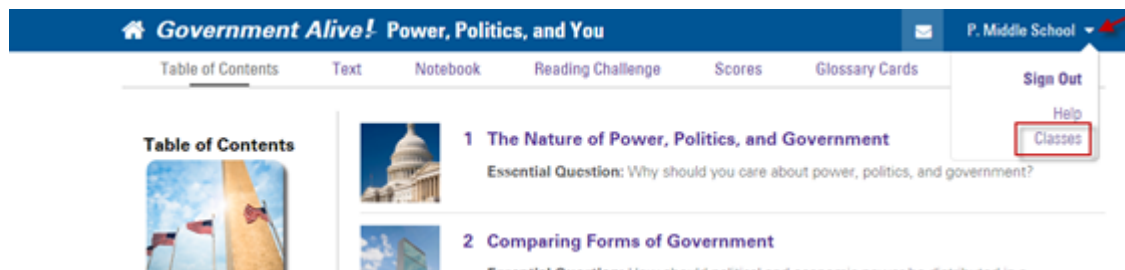 Government Alive! Power, Politics, and You
P. Middle School
Table of Contents Text Notebook Reading Challenge Scores Glossary Cards
Sign Out
Help
Classes
Table of Contents
1 The Nature of Power, Politics, and Government
Essential Question: Why should you care about power, politics, and government?
2 Comparing Forms of Government